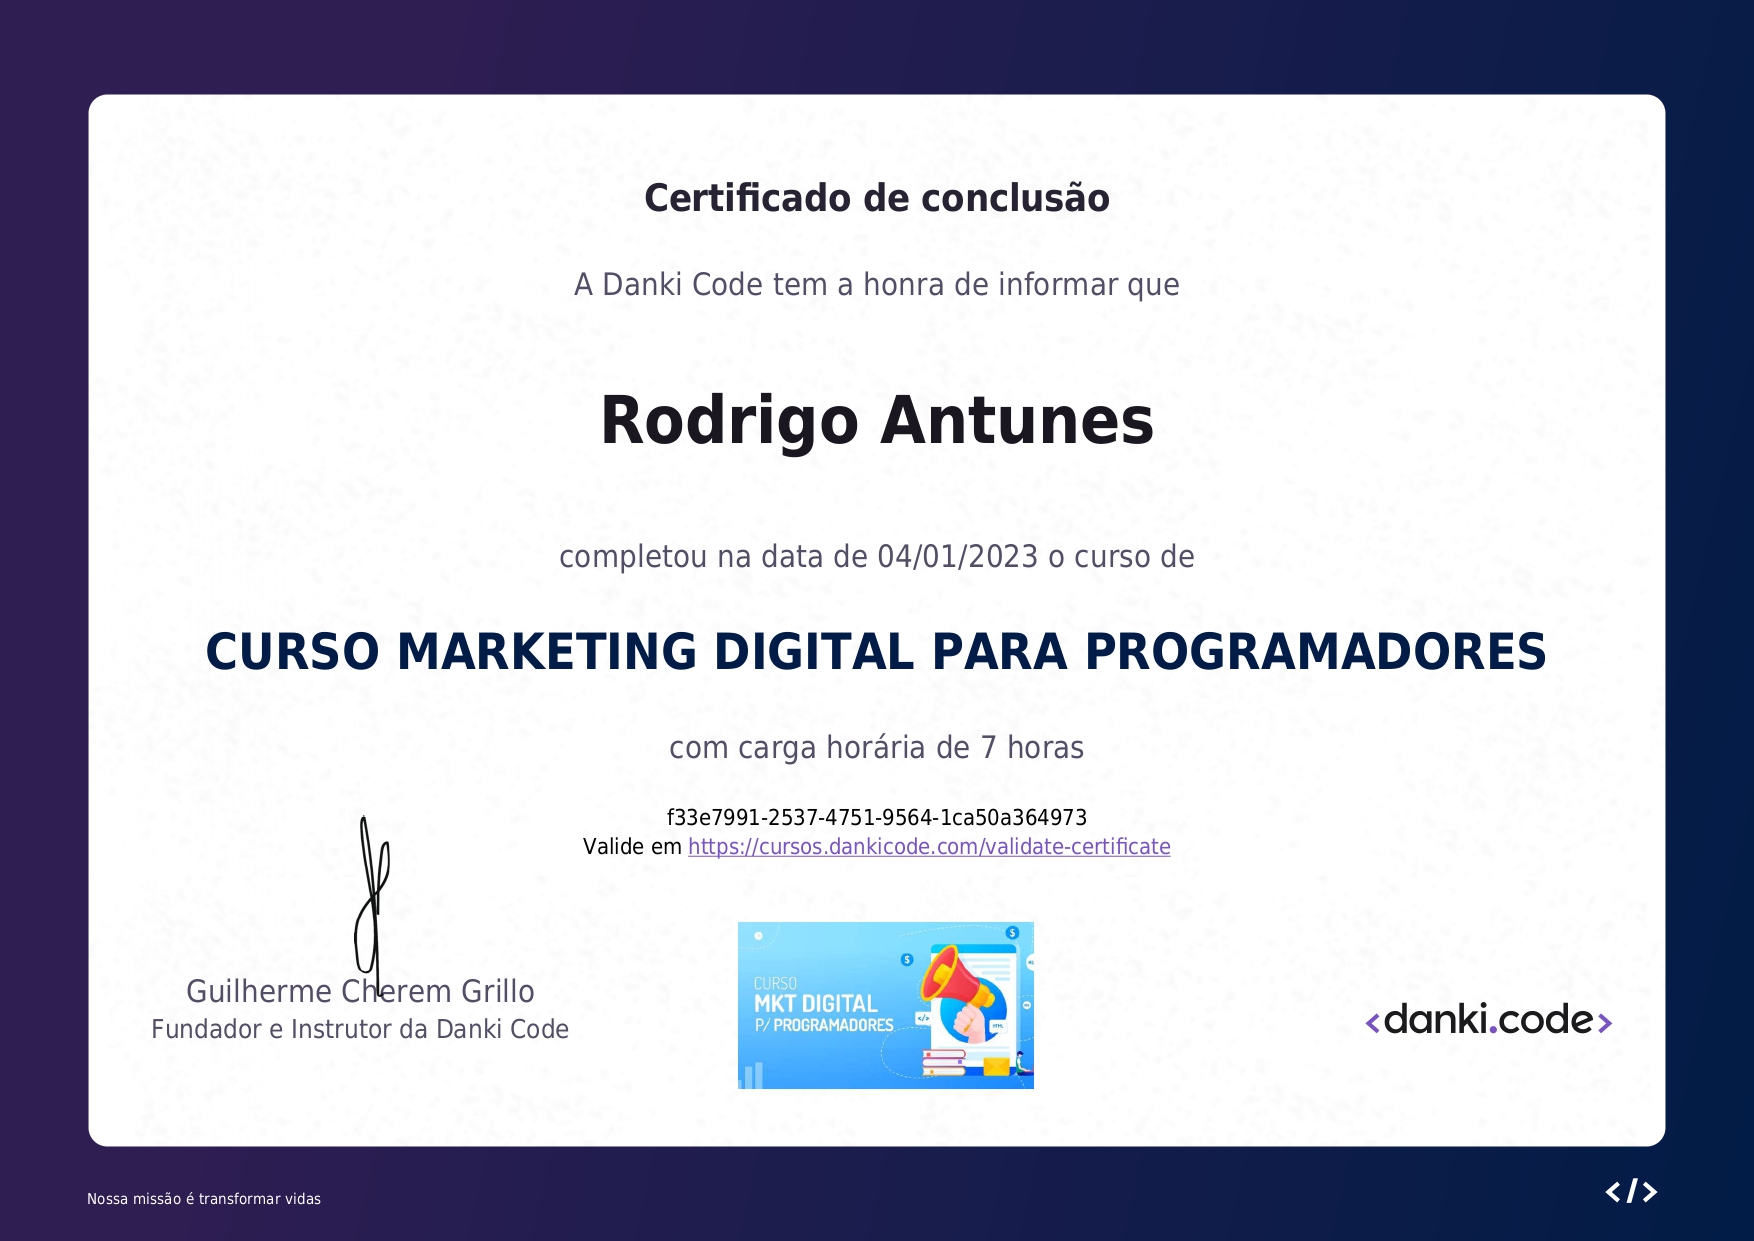 Certificado de conclusão
A Danki Code tem a honra de informar que
Rodrigo Antunes
completou na data de 04/01/2023 o curso de
CURSO MARKETING DIGITAL PARA PROGRAMADORES
com carga horária de 7 horas
f33e7991-2537-4751-9564-1ca50a364973
Valide em https://cursos.dankicode.com/validate-certificate
Guilherme Cherem Grillo
Fundador e Instrutor da Danki Code
CURSO
MKT DIGITAL
P/ PROGRAMADORES
$
$
</>
HTML
<danki.code>
Nossa missão é transformar vidas
</>